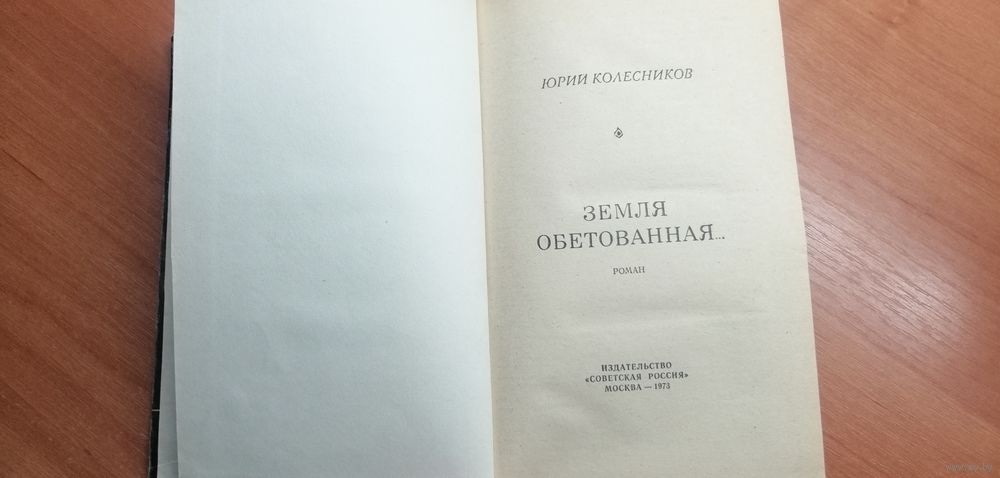 ЮРИЙ КОЛЕСНИКОВ
ЗЕМЛЯ
ОБЕТОВАННАЯ...
РОМАН
ИЗДАТЕЛЬСТВО
«СОВЕТСКАЯ РОССИЯ»
МОСКВА — 1973